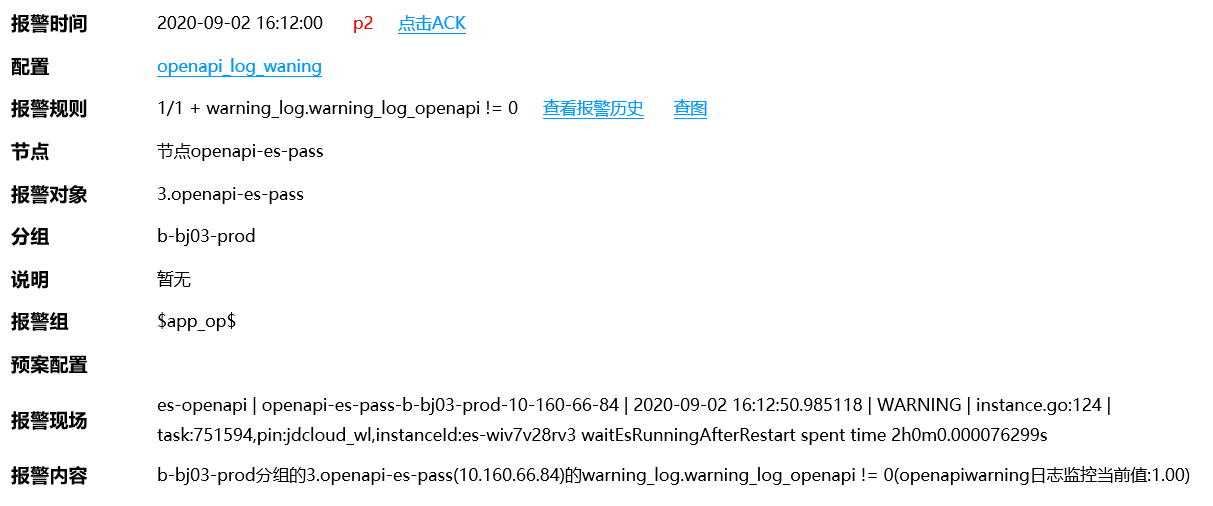 报警时间 2020-09-02 16:12:00 p2 点击ACK
配置 openapi_log_waning
报警规则 1/1 + warning_log.warning_log_openapi != 0 查看报警历史 查图
节点 节点openapi-es-pass
报警对象 3.openapi-es-pass
分组 b-bj03-prod
说明 暂无
报警组 $app_op$
预案配置
报警现场 es-openapi | openapi-es-pass-b-bj03-prod-10-160-66-84 | 2020-09-02 16:12:50.985118 | WARNING | instance.go:124 |
task:751594,pin:jdcloud_wl,instanceId:es-wiv7v28rv3 waitEsRunningAfterRestart spent time 2h0m0.000076299s
报警内容 b-bj03-prod分组的3.openapi-es-pass(10.160.66.84)的warning_log.warning_log_openapi != 0(openapiwarning日志监控当前值:1.00)